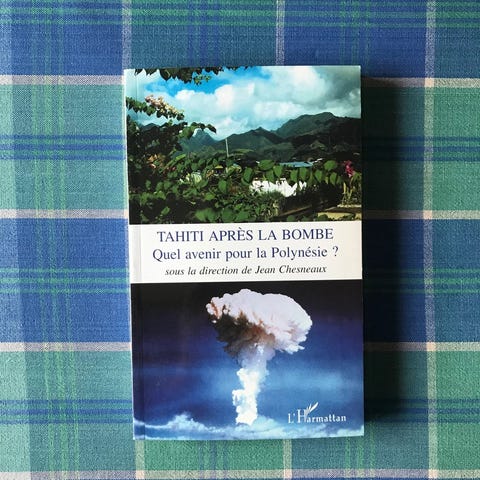 TAHITI APRÈS LA BOMBE
Quel avenir pour la Polynésie ?
sous la direction de Jean Chesneaux
L'Harmattan